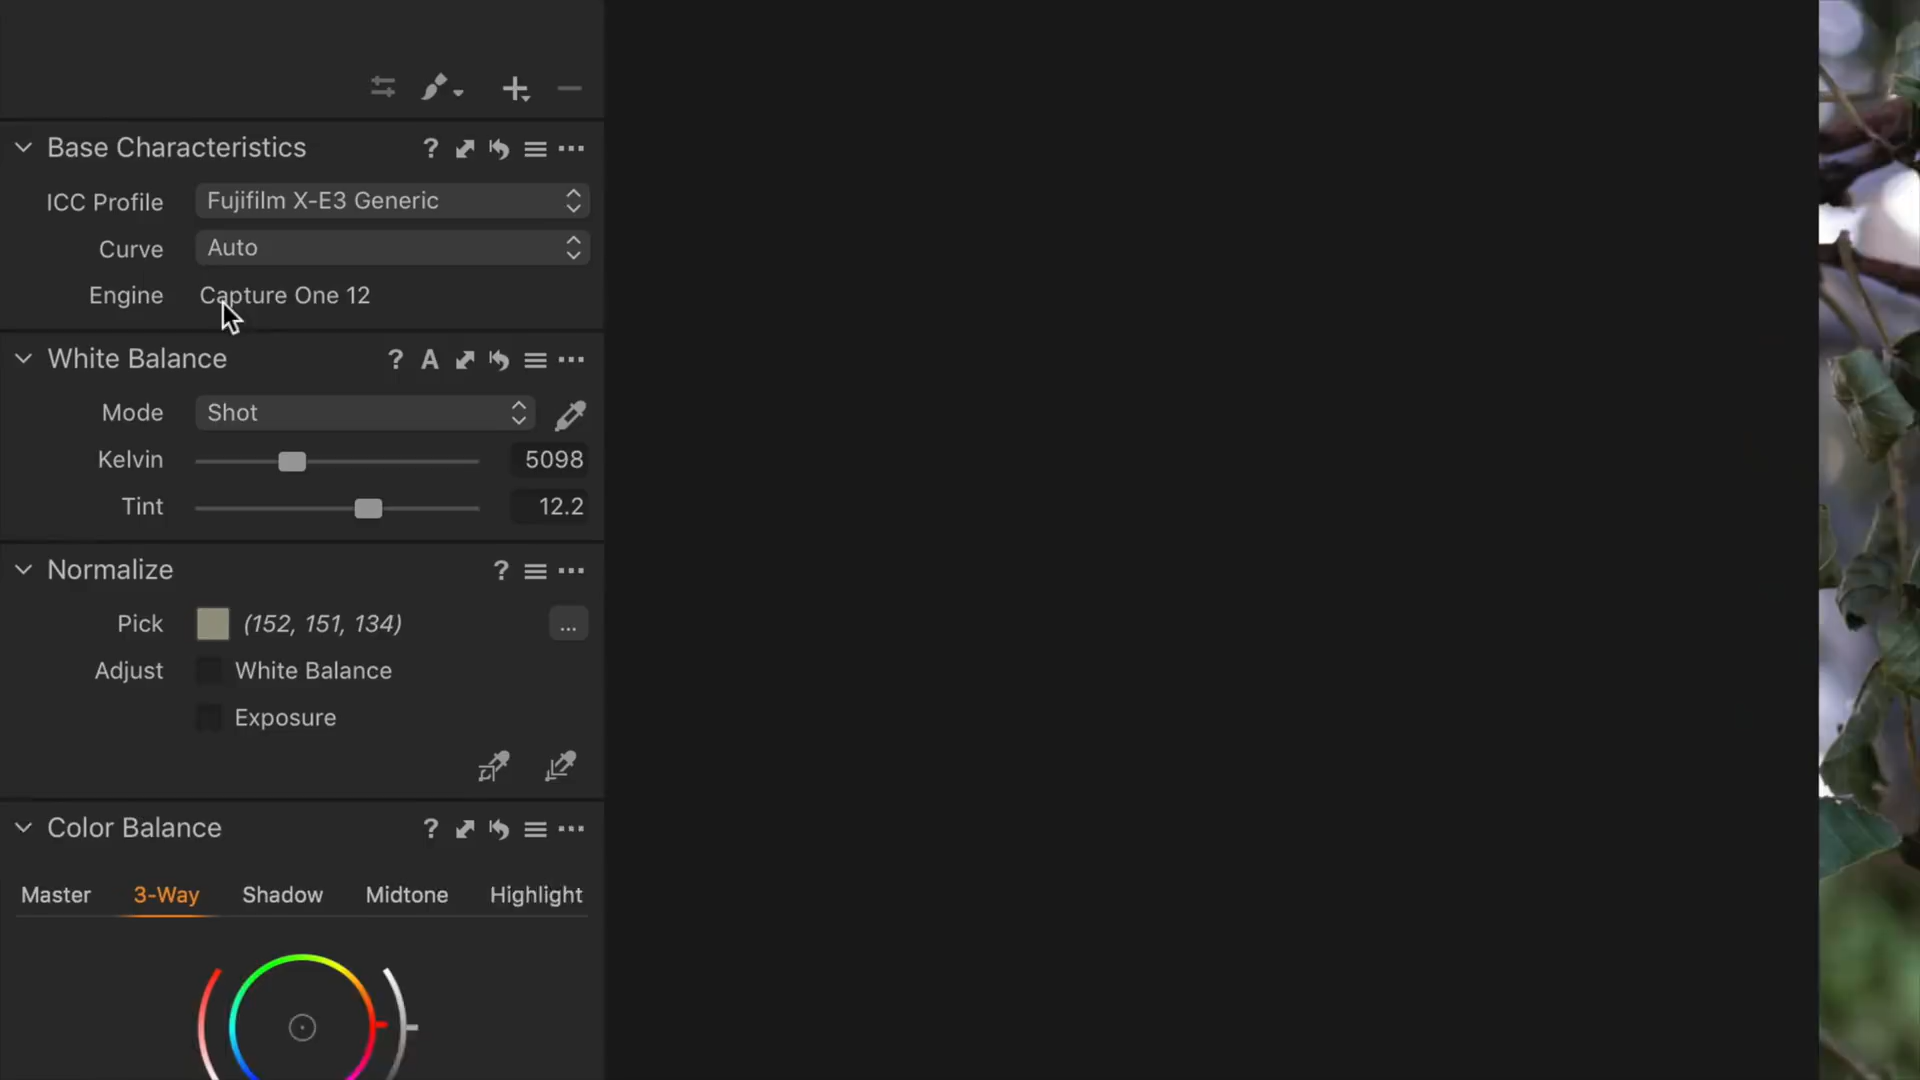 Base Characteristics ?
ICC Profile Fujifilm X-E3 Generic
Curve Auto
Engine Capture One 12
White Balance ? A
Mode Shot
Kelvin 5098
Tint 12.2
Normalize ?
Pick (152, 151, 134) ...
Adjust White Balance
Exposure
Color Balance ?
Master 3-Way Shadow Midtone Highlight